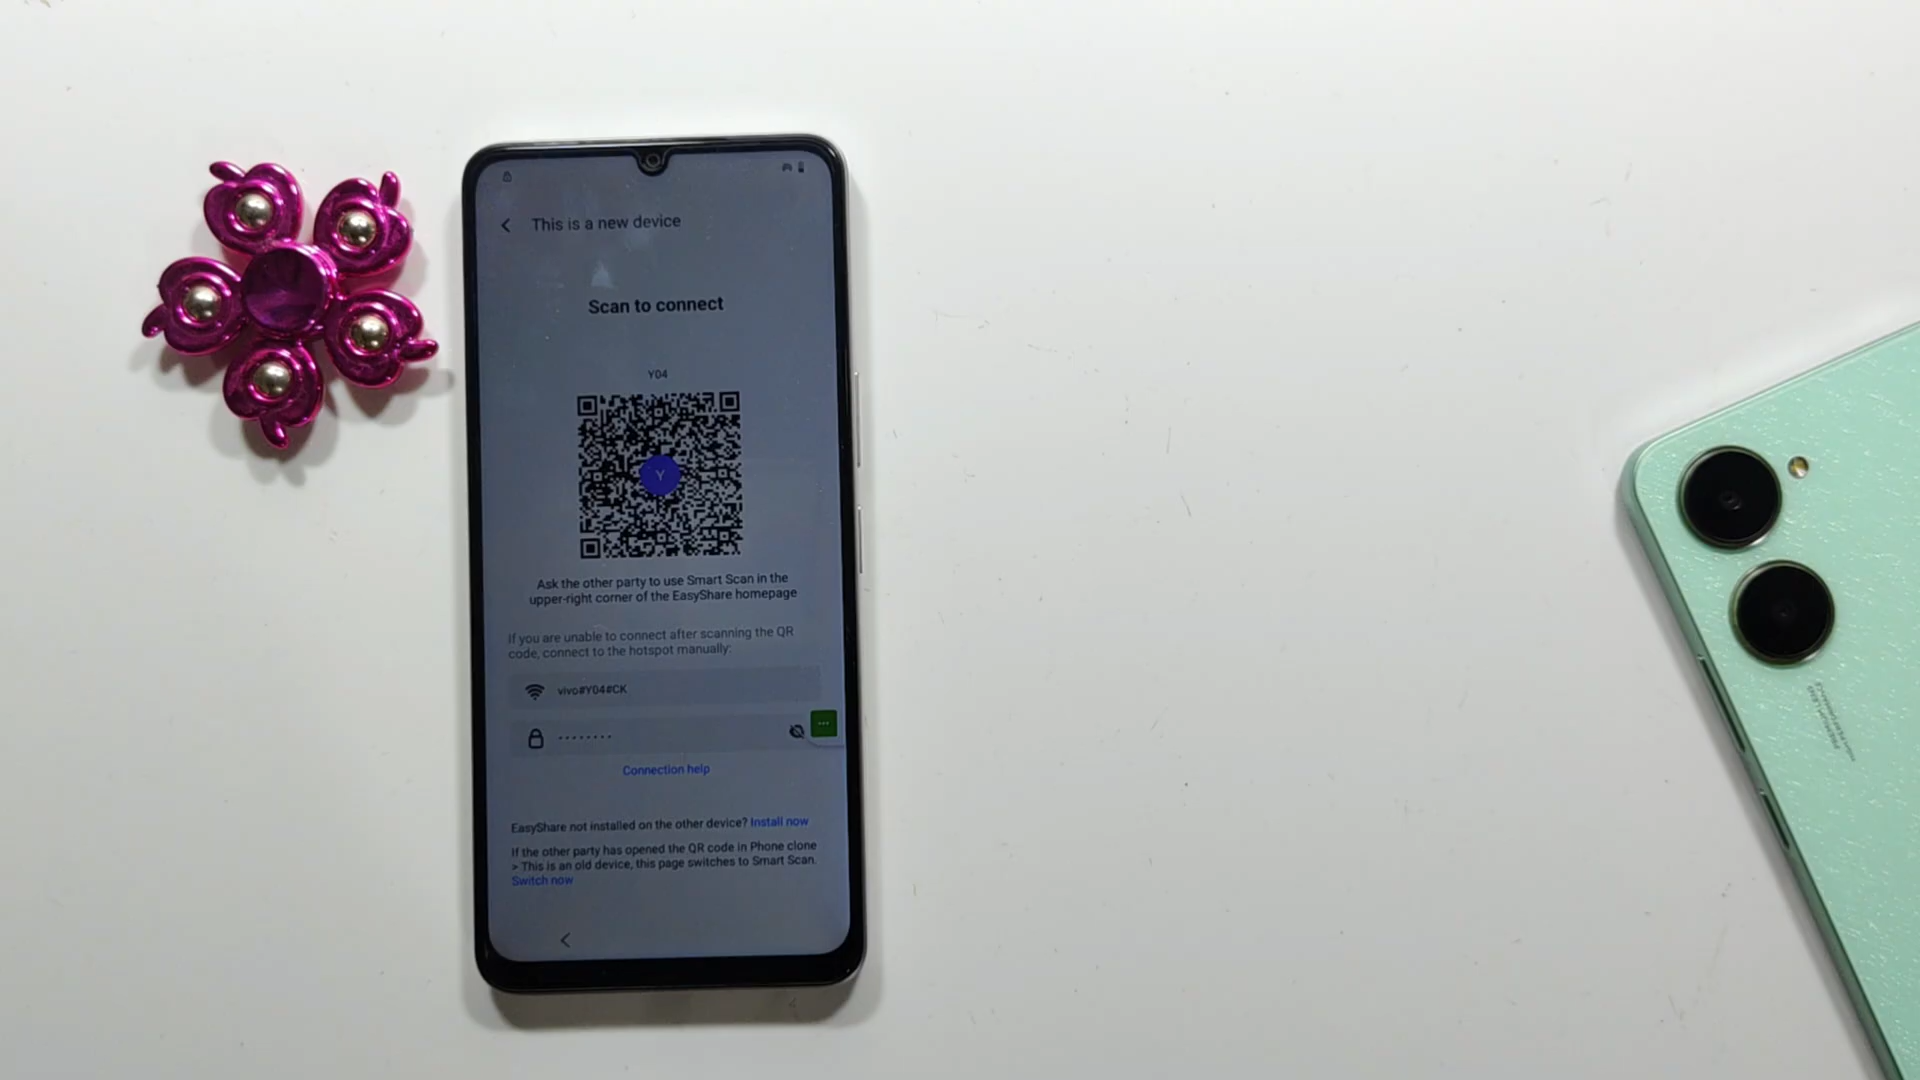 This is a new device
Scan to connect
Y04
Y
Ask the other party to use Smart Scan in the
upper-right corner of the EasyShare homepage
If you are unable to connect after scanning the QR
code, connect to the hotspot manually:
vivo#Y04#CK
Connection help
EasyShare not installed on the other device? Install now
If the other party has opened the QR code in Phone clone
> This is an old device, this page switches to Smart Scan.
Switch now